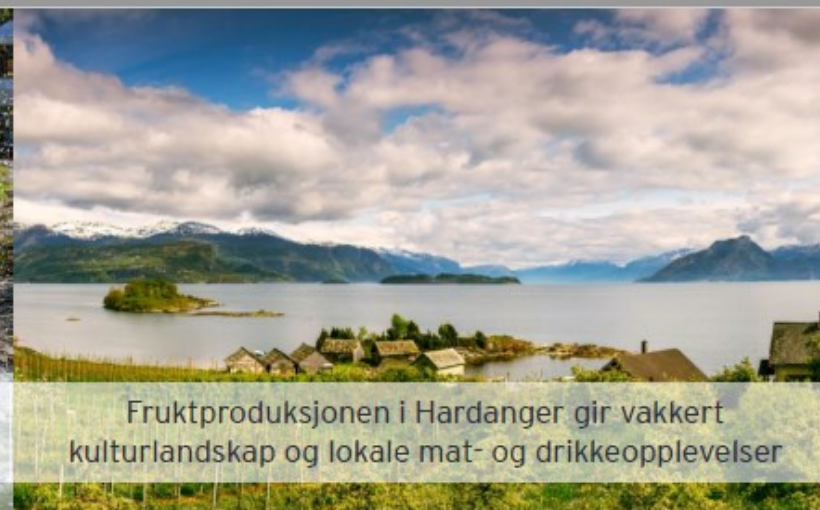 Fruktproduksjonen i Hardanger gir vakkert
kulturlandskap og lokale mat- og drikkeopplevelser